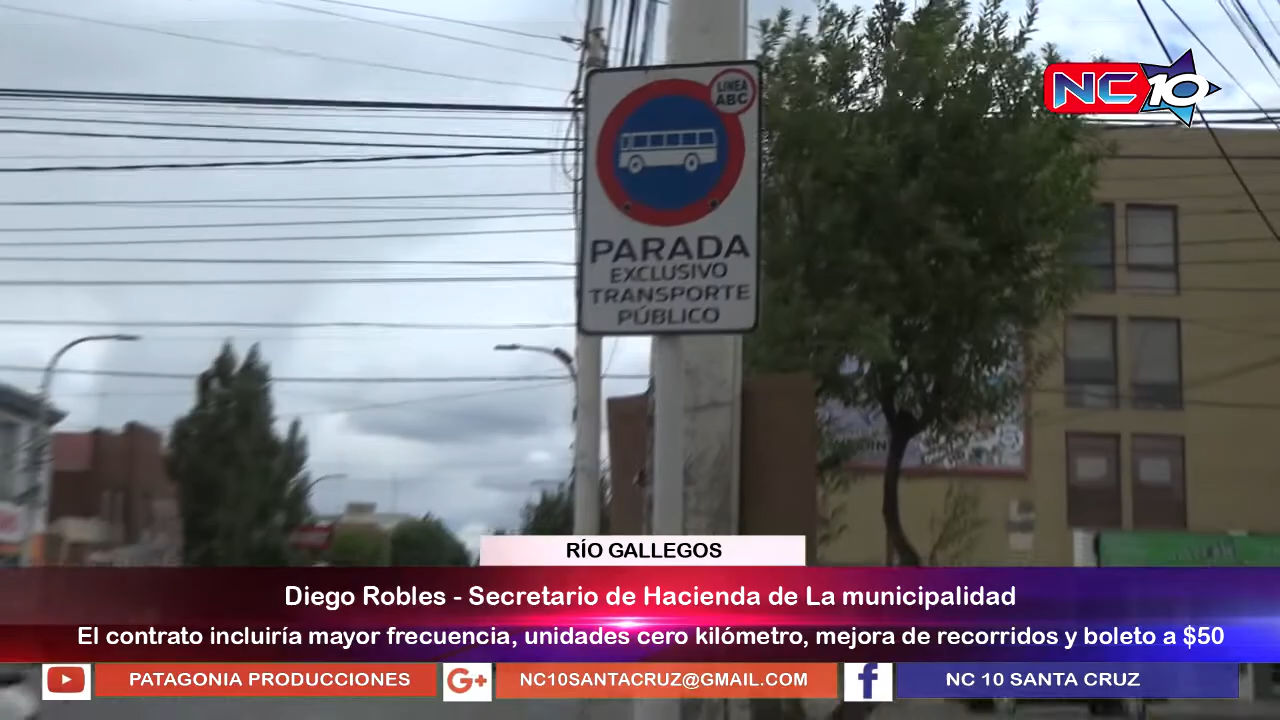 NC10
LINEA
ABC
PARADA
EXCLUSIVO
TRANSPORTE
PÚBLICO
RÍO GALLEGOS
Diego Robles - Secretario de Hacienda de La municipalidad
El contrato incluiría mayor frecuencia, unidades cero kilómetro, mejora de recorridos y boleto a $50
PATAGONIA PRODUCCIONES
G+
NC10SANTACRUZ@GMAIL.COM
f
NC 10 SANTA CRUZ